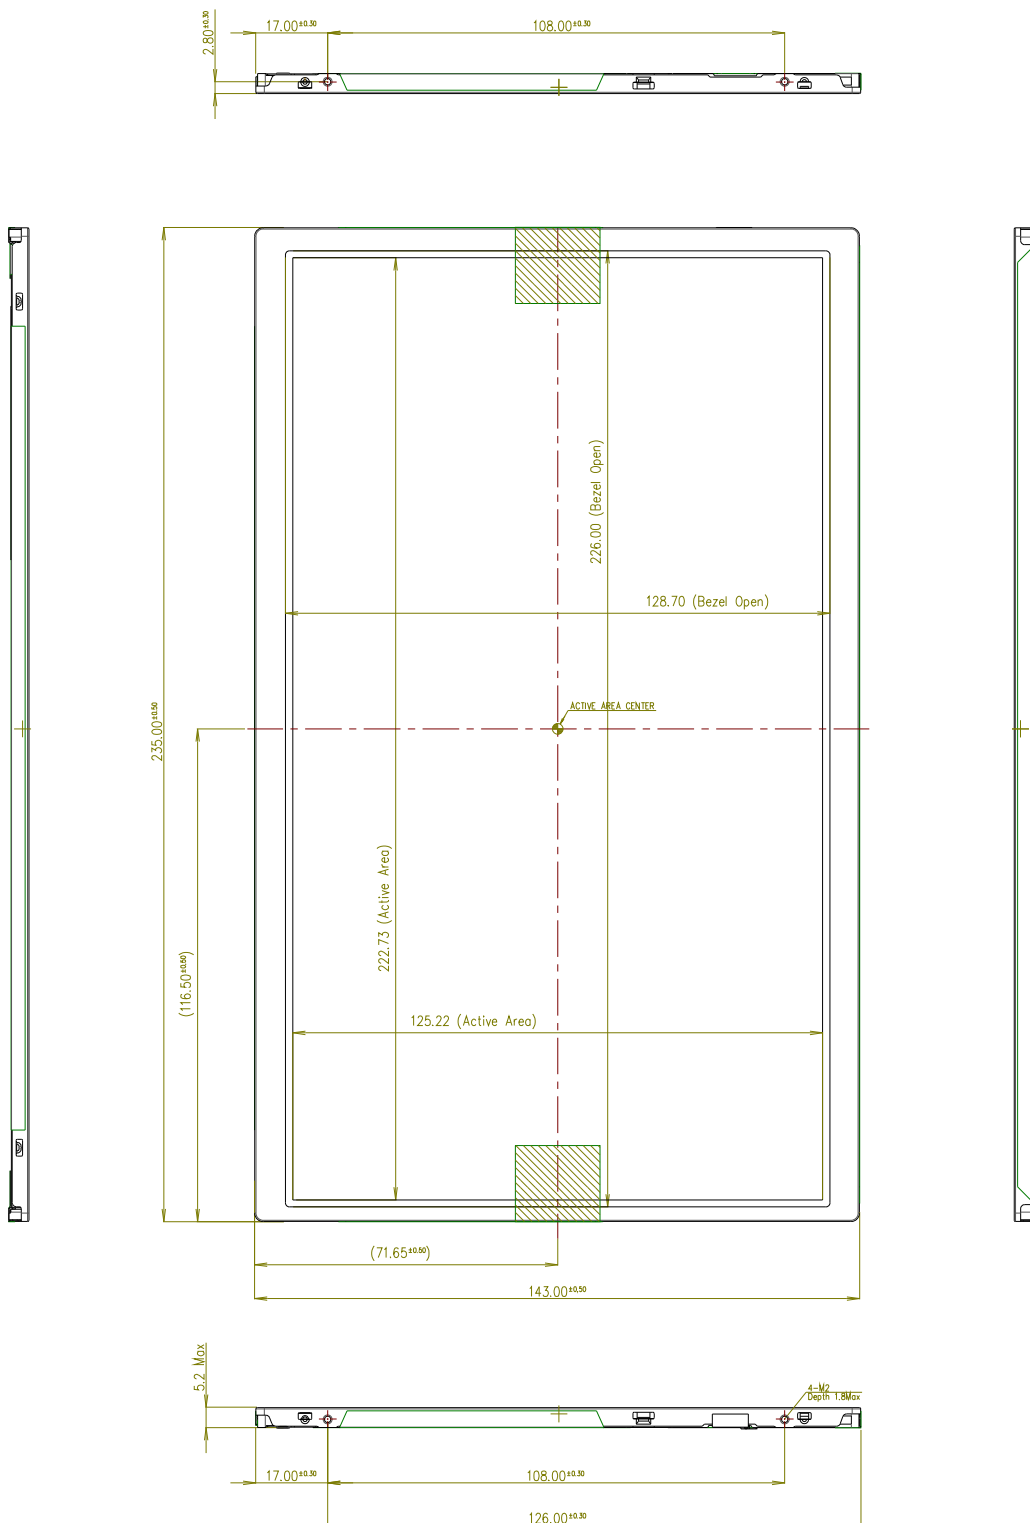 17.00±0.30
108.00±0.30
2.80±0.30
226.00 (Bezel Open)
128.70 (Bezel Open)
ACTIVE AREA CENTER
235.00±0.50
222.73 (Active Area)
(116.50±0.50)
125.22 (Active Area)
(71.65±0.50)
143.00±0.50
5.2 Max
4-M2
Depth 1.8Max
17.00±0.30
108.00±0.30
126.00±0.30